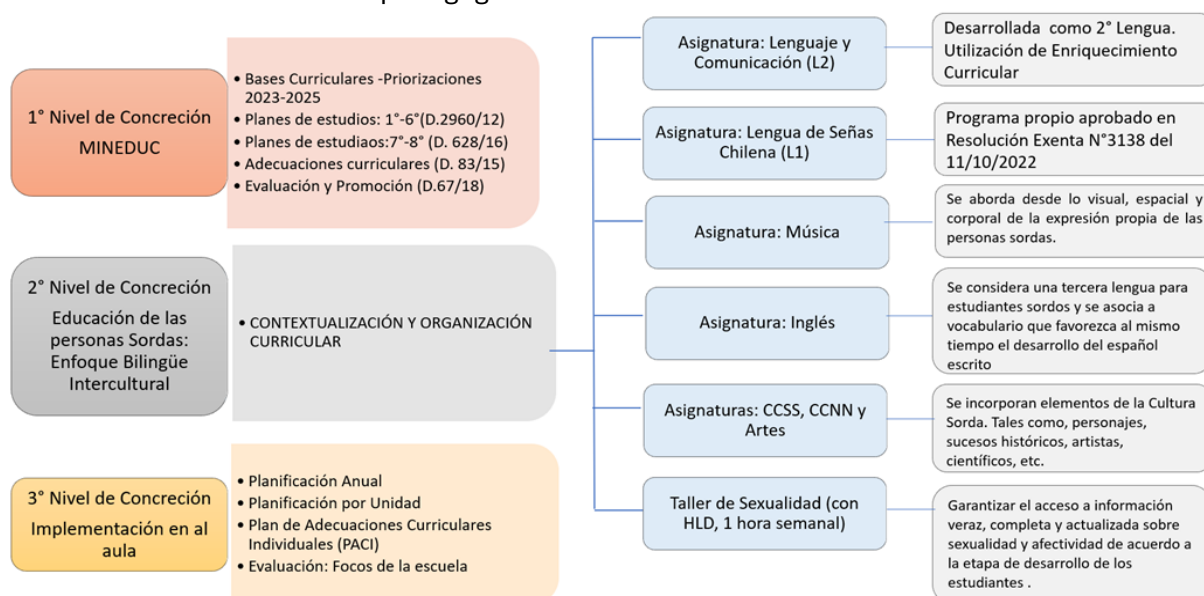 1° Nivel de Concreción
MINEDUC
• Bases Curriculares -Priorizaciones
2023-2025
• Planes de estudios: 1°-6°(D.2960/12)
• Planes de estudiaos:7°-8° (D. 628/16)
• Adecuaciones curriculares (D. 83/15)
• Evaluación y Promoción (D.67/18)
2° Nivel de Concreción
Educación de las
personas Sordas:
Enfoque Bilingüe
Intercultural
• CONTEXTUALIZACIÓN Y ORGANIZACIÓN
CURRICULAR
3° Nivel de Concreción
Implementación en al
aula
• Planificación Anual
• Planificación por Unidad
• Plan de Adecuaciones Curriculares
Individuales (PACI)
• Evaluación: Focos de la escuela
Asignatura: Lenguaje y
Comunicación (L2)
Desarrollada como 2° Lengua.
Utilización de Enriquecimiento
Curricular
Asignatura: Lengua de Señas
Chilena (L1)
Programa propio aprobado en
Resolución Exenta N°3138 del
11/10/2022
Asignatura: Música
Se aborda desde lo visual, espacial y
corporal de la expresión propia de las
personas sordas.
Asignatura: Inglés
Se considera una tercera lengua para
estudiantes sordos y se asocia a
vocabulario que favorezca al mismo
tiempo el desarrollo del español
escrito
Asignaturas: CCSS, CCNN y
Artes
Se incorporan elementos de la Cultura
Sorda. Tales como, personajes,
sucesos históricos, artistas,
científicos, etc.
Taller de Sexualidad (con
HLD, 1 hora semanal)
Garantizar el acceso a información
veraz, completa y actualizada sobre
sexualidad y afectividad de acuerdo a
la etapa de desarrollo de los
estudiantes .